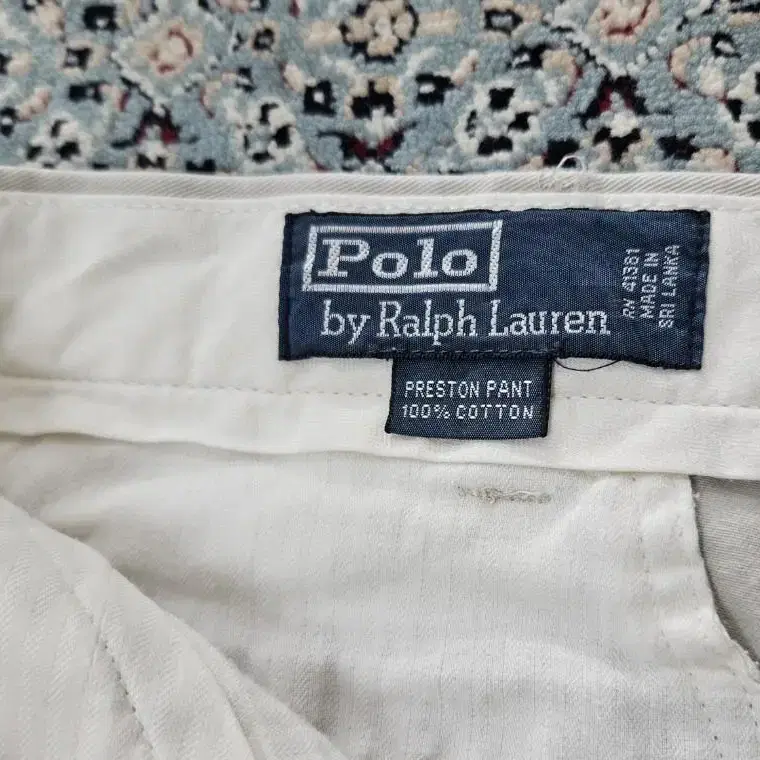 Polo
by Ralph Lauren
RN 41381
MADE IN
SRI LANKA
PRESTON PANT
100% COTTON